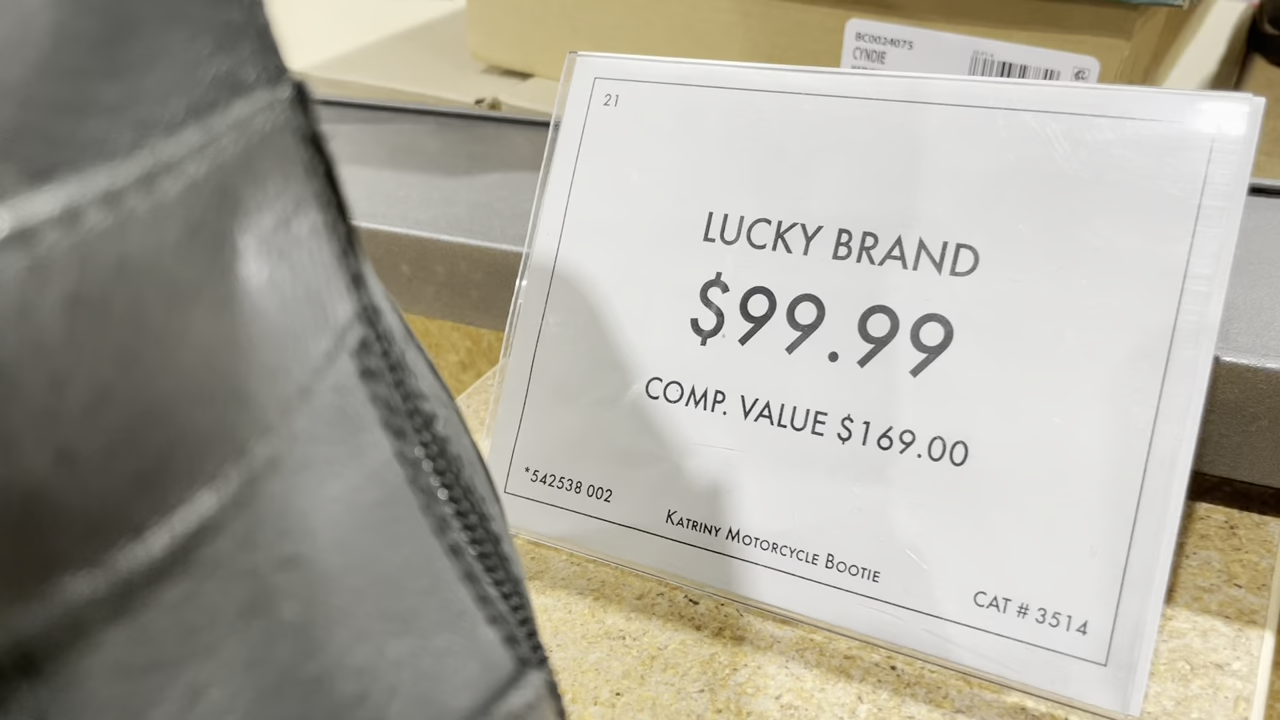 BC0024075
CYNDIE
21
LUCKY BRAND
$99.99
COMP. VALUE $169.00
*542538 002
KATRINY MOTORCYCLE BOOTIE
CAT # 3514